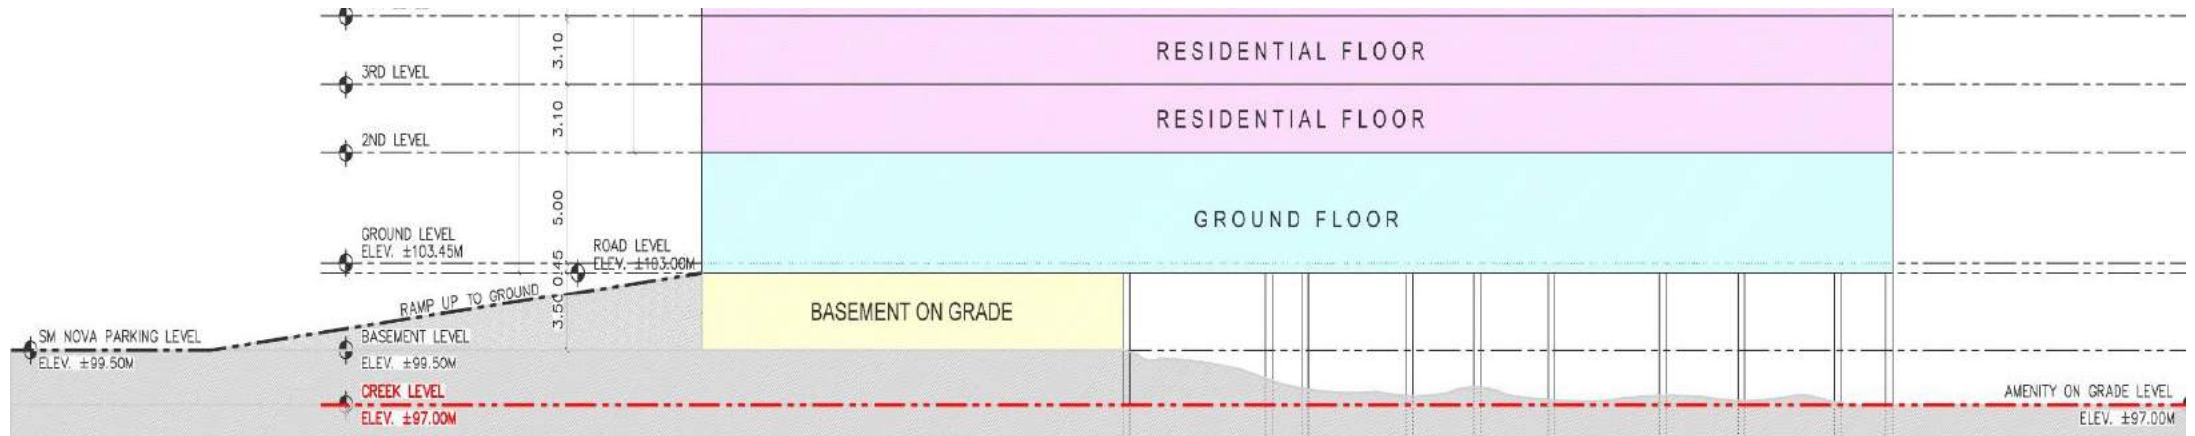 3.10
RESIDENTIAL FLOOR
3RD LEVEL
3.10
RESIDENTIAL FLOOR
2ND LEVEL
5.00
GROUND FLOOR
GROUND LEVEL
ELEV. ±103.45M
ROAD LEVEL
ELEV. ±103.00M
0.45
RAMP UP TO GROUND
3.50
BASEMENT ON GRADE
SM NOVA PARKING LEVEL
ELEV. ±99.50M
BASEMENT LEVEL
ELEV. ±99.50M
CREEK LEVEL
ELEV. ±97.00M
AMENITY ON GRADE LEVEL
ELEV. ±97.00M